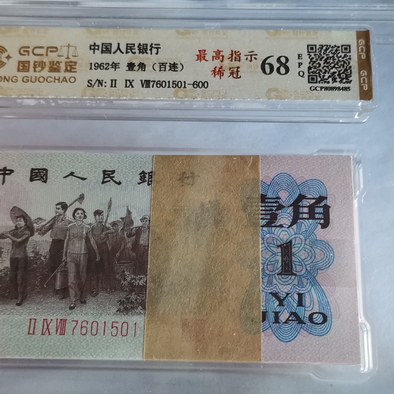 GCP
国钞鉴定
ONG GUOCHAO
中国人民银行
1962年 壹角（百连）
S/N: II IX VIII7601501-600
最高指示
稀冠
68
EPQ
GCP80898485
中國人民銀行
壹角
1
YI
JIAO
II IX VIII 7601501